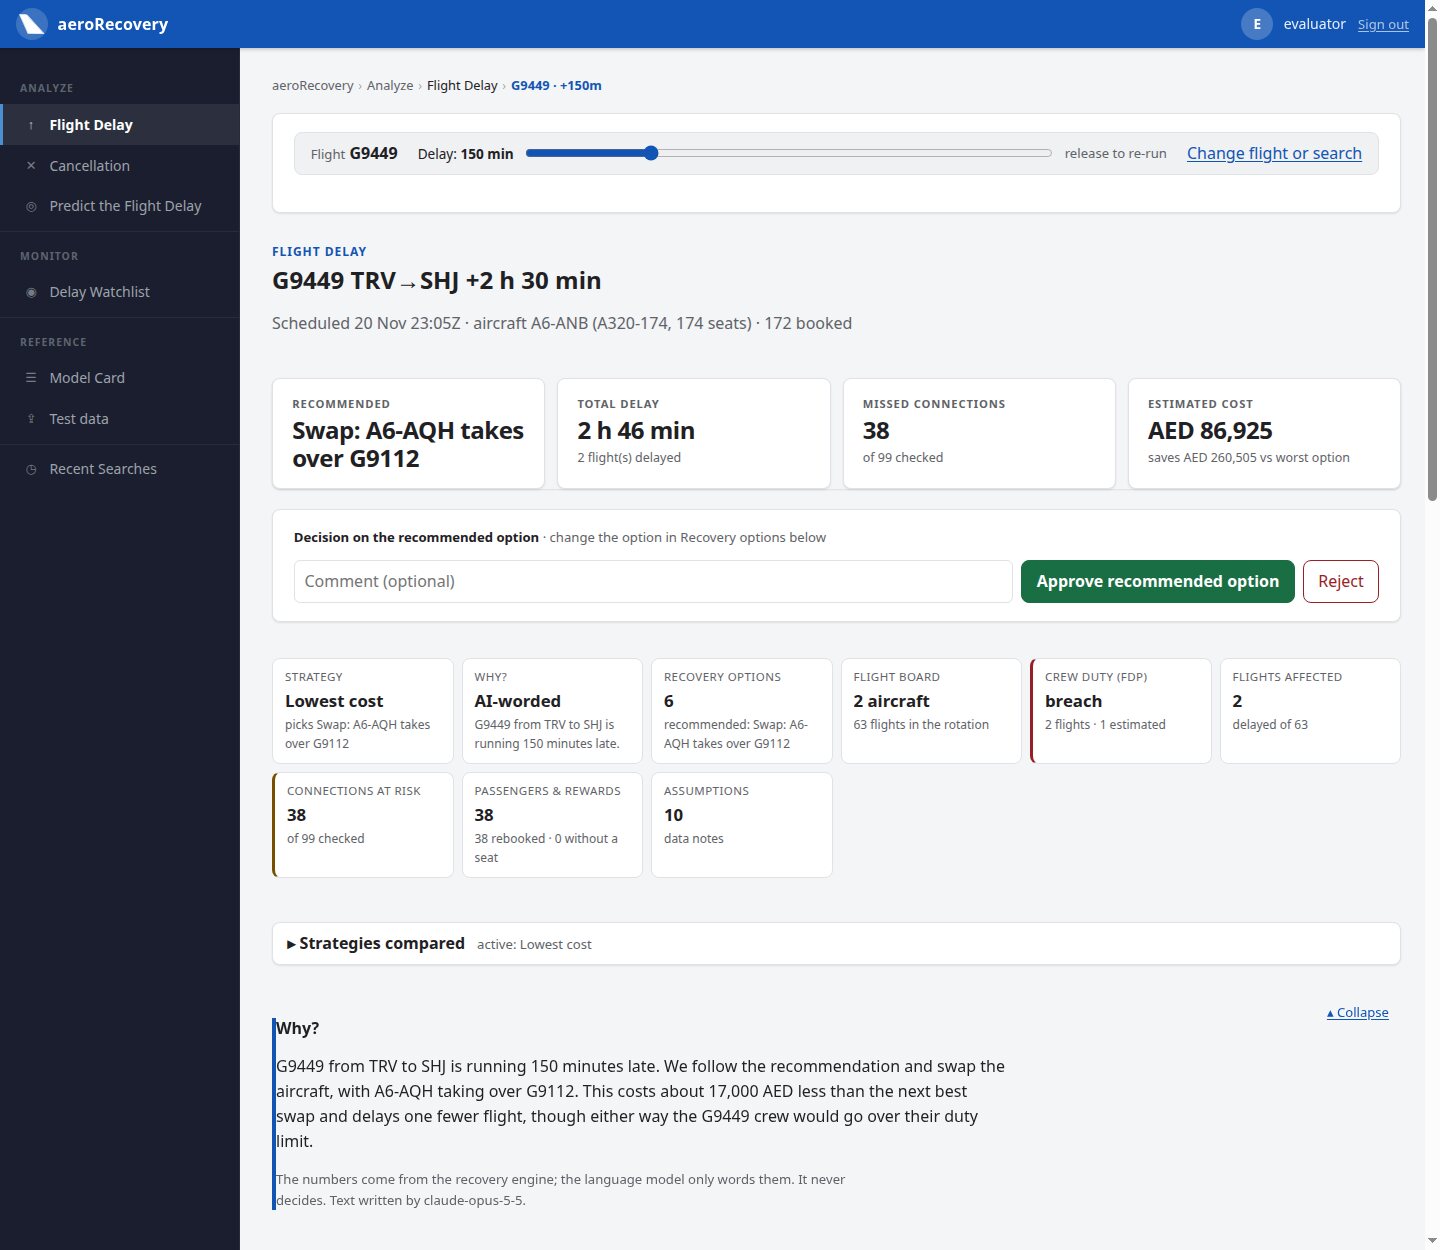 aeroRecovery
E evaluator Sign out
ANALYZE
↑ Flight Delay
✕ Cancellation
◎ Predict the Flight Delay
MONITOR
◉ Delay Watchlist
REFERENCE
☰ Model Card
⇪ Test data
◷ Recent Searches
aeroRecovery › Analyze › Flight Delay › G9449 · +150m
Flight G9449 Delay: 150 min release to re-run Change flight or search
FLIGHT DELAY
G9449 TRV→SHJ +2 h 30 min
Scheduled 20 Nov 23:05Z · aircraft A6-ANB (A320-174, 174 seats) · 172 booked
RECOMMENDED
Swap: A6-AQH takes
over G9112
TOTAL DELAY
2 h 46 min
2 flight(s) delayed
MISSED CONNECTIONS
38
of 99 checked
ESTIMATED COST
AED 86,925
saves AED 260,505 vs worst option
Decision on the recommended option · change the option in Recovery options below
Comment (optional) Approve recommended option Reject
STRATEGY
Lowest cost
picks Swap: A6-AQH takes
over G9112
WHY?
AI-worded
G9449 from TRV to SHJ is
running 150 minutes late.
RECOVERY OPTIONS
6
recommended: Swap: A6-
AQH takes over G9112
FLIGHT BOARD
2 aircraft
63 flights in the rotation
CREW DUTY (FDP)
breach
2 flights · 1 estimated
FLIGHTS AFFECTED
2
delayed of 63
CONNECTIONS AT RISK
38
of 99 checked
PASSENGERS & REWARDS
38
38 rebooked · 0 without a
seat
ASSUMPTIONS
10
data notes
▸ Strategies compared active: Lowest cost
▴ Collapse
Why?
G9449 from TRV to SHJ is running 150 minutes late. We follow the recommendation and swap the
aircraft, with A6-AQH taking over G9112. This costs about 17,000 AED less than the next best
swap and delays one fewer flight, though either way the G9449 crew would go over their duty
limit.
The numbers come from the recovery engine; the language model only words them. It never
decides. Text written by claude-opus-5-5.